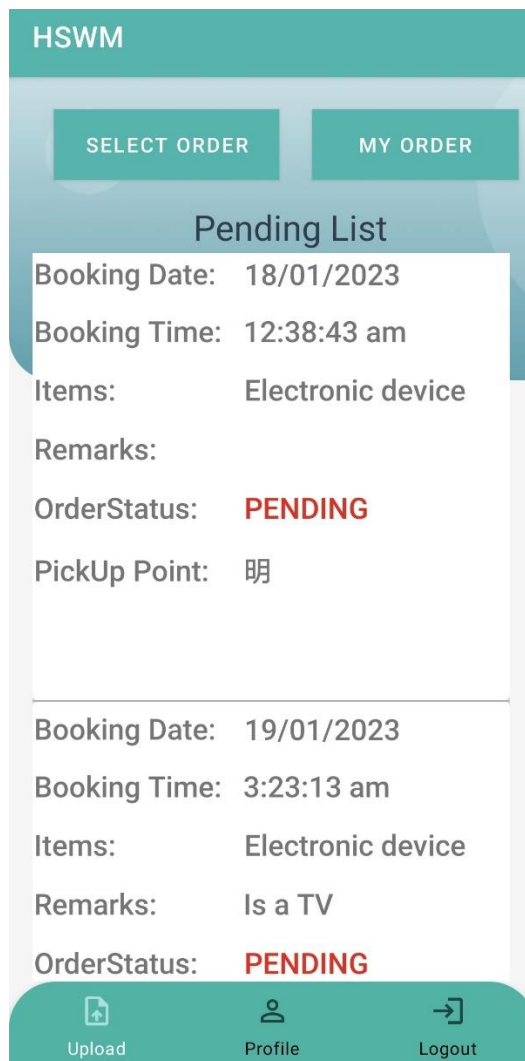 HSWM
SELECT ORDER MY ORDER
Pending List
Booking Date: 18/01/2023
Booking Time: 12:38:43 am
Items: Electronic device
Remarks:
OrderStatus: PENDING
PickUp Point: 明
Booking Date: 19/01/2023
Booking Time: 3:23:13 am
Items: Electronic device
Remarks: Is a TV
OrderStatus: PENDING
Upload Profile Logout